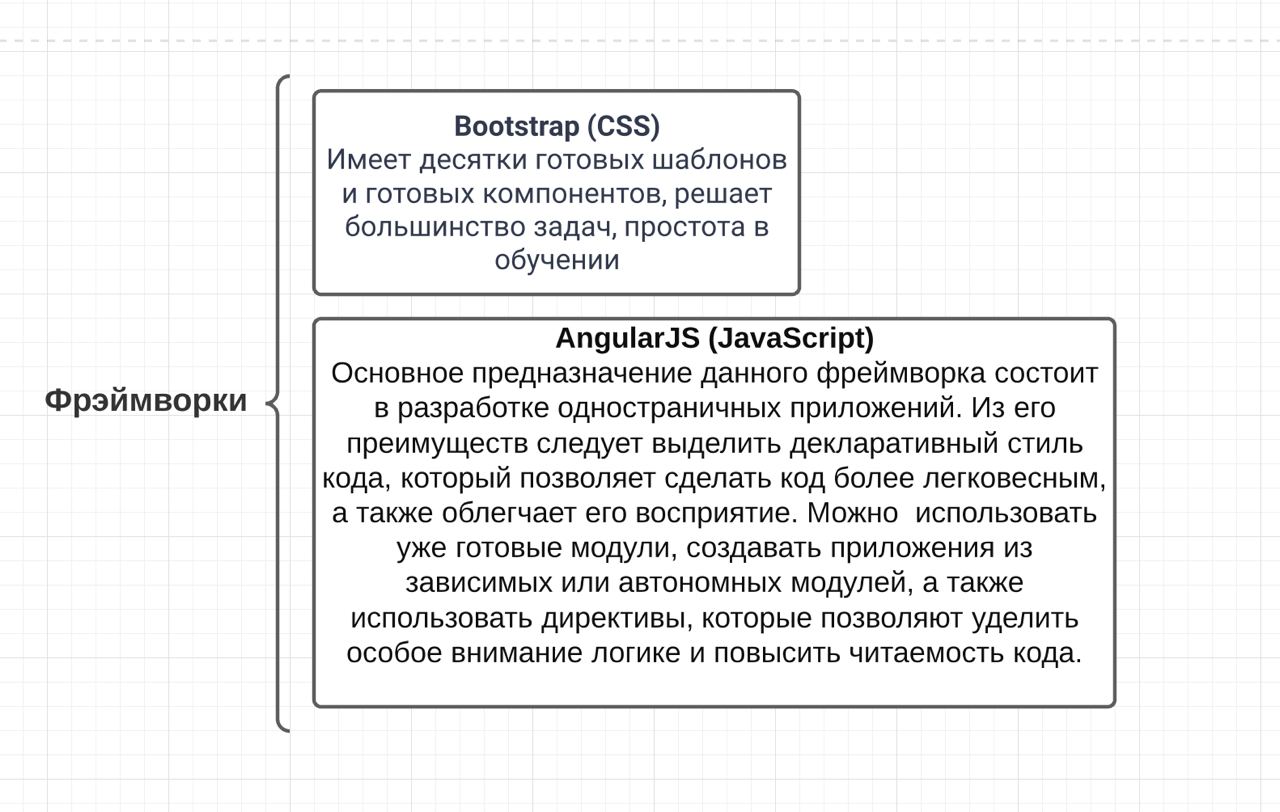 Фрэймворки
Bootstrap (CSS)
Имеет десятки готовых шаблонов
и готовых компонентов, решает
большинство задач, простота в
обучении
AngularJS (JavaScript)
Основное предназначение данного фреймворка состоит
в разработке одностраничных приложений. Из его
преимуществ следует выделить декларативный стиль
кода, который позволяет сделать код более легковесным,
а также облегчает его восприятие. Можно  использовать
уже готовые модули, создавать приложения из
зависимых или автономных модулей, а также
использовать директивы, которые позволяют уделить
особое внимание логике и повысить читаемость кода.